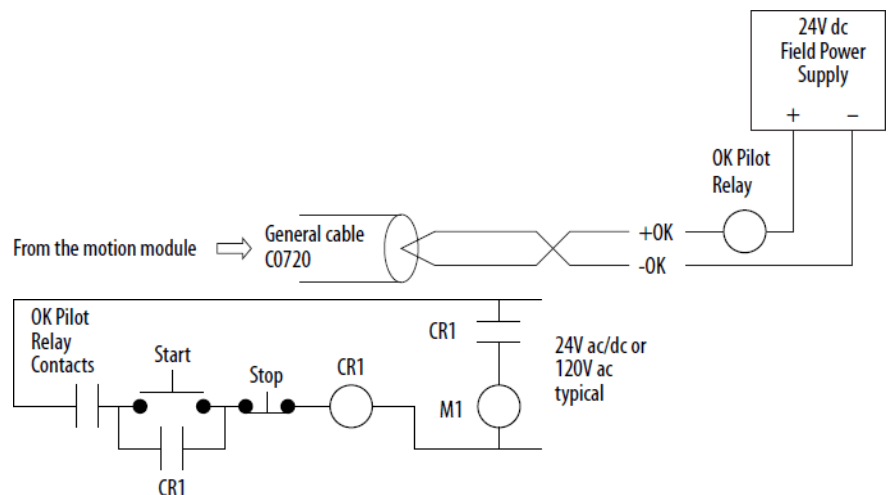 24V dc
Field Power
Supply
+ −
OK Pilot
Relay
From the motion module
General cable
C0720
+OK
-OK
OK Pilot
Relay
Contacts
Start
Stop
CR1
CR1
M1
24V ac/dc or
120V ac
typical
CR1